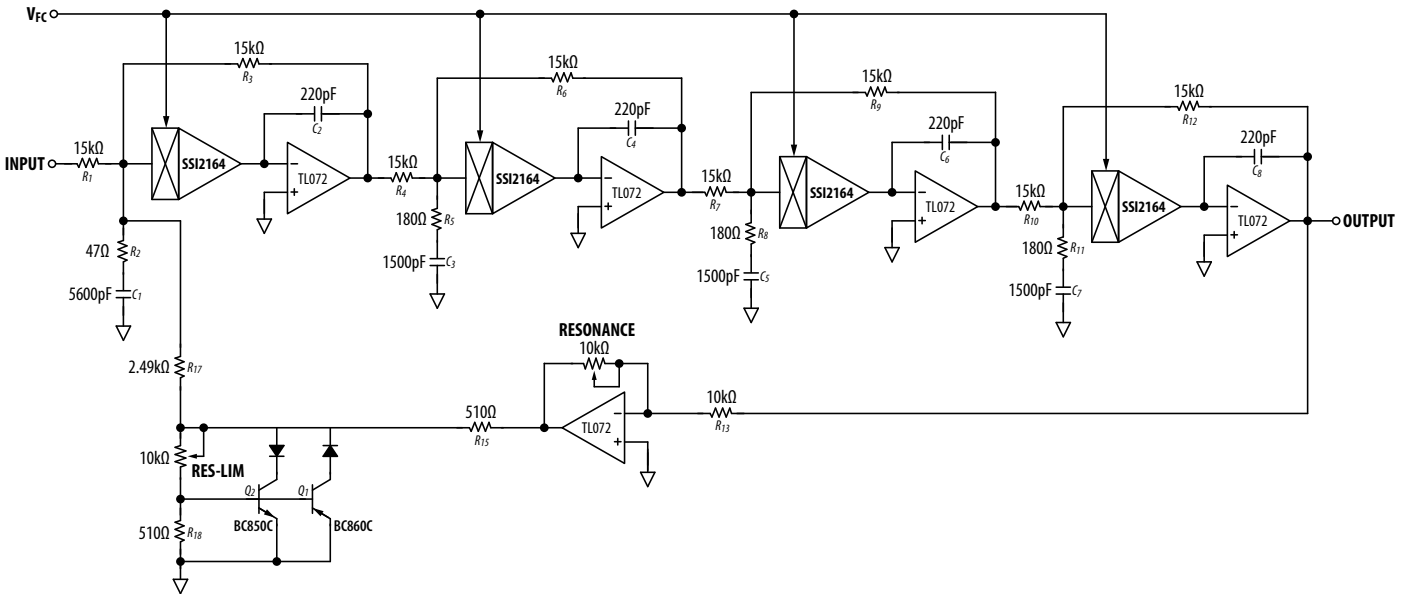 VFC
15kΩ
R3
15kΩ
R6
15kΩ
R9
15kΩ
R12
220pF
C2
220pF
C4
220pF
C6
220pF
C8
INPUT
15kΩ
R1
SSI2164
−
+
TL072
15kΩ
R4
SSI2164
−
+
TL072
15kΩ
R7
SSI2164
−
+
TL072
15kΩ
R10
SSI2164
−
+
TL072
OUTPUT
47Ω
R2
5600pF
C1
180Ω
R5
1500pF
C3
180Ω
R8
1500pF
C5
180Ω
R11
1500pF
C7
2.49kΩ
R17
RESONANCE
10kΩ
510Ω
R15
TL072
−
+
10kΩ
R13
10kΩ
RES-LIM
Q2
BC850C
Q1
BC860C
510Ω
R18